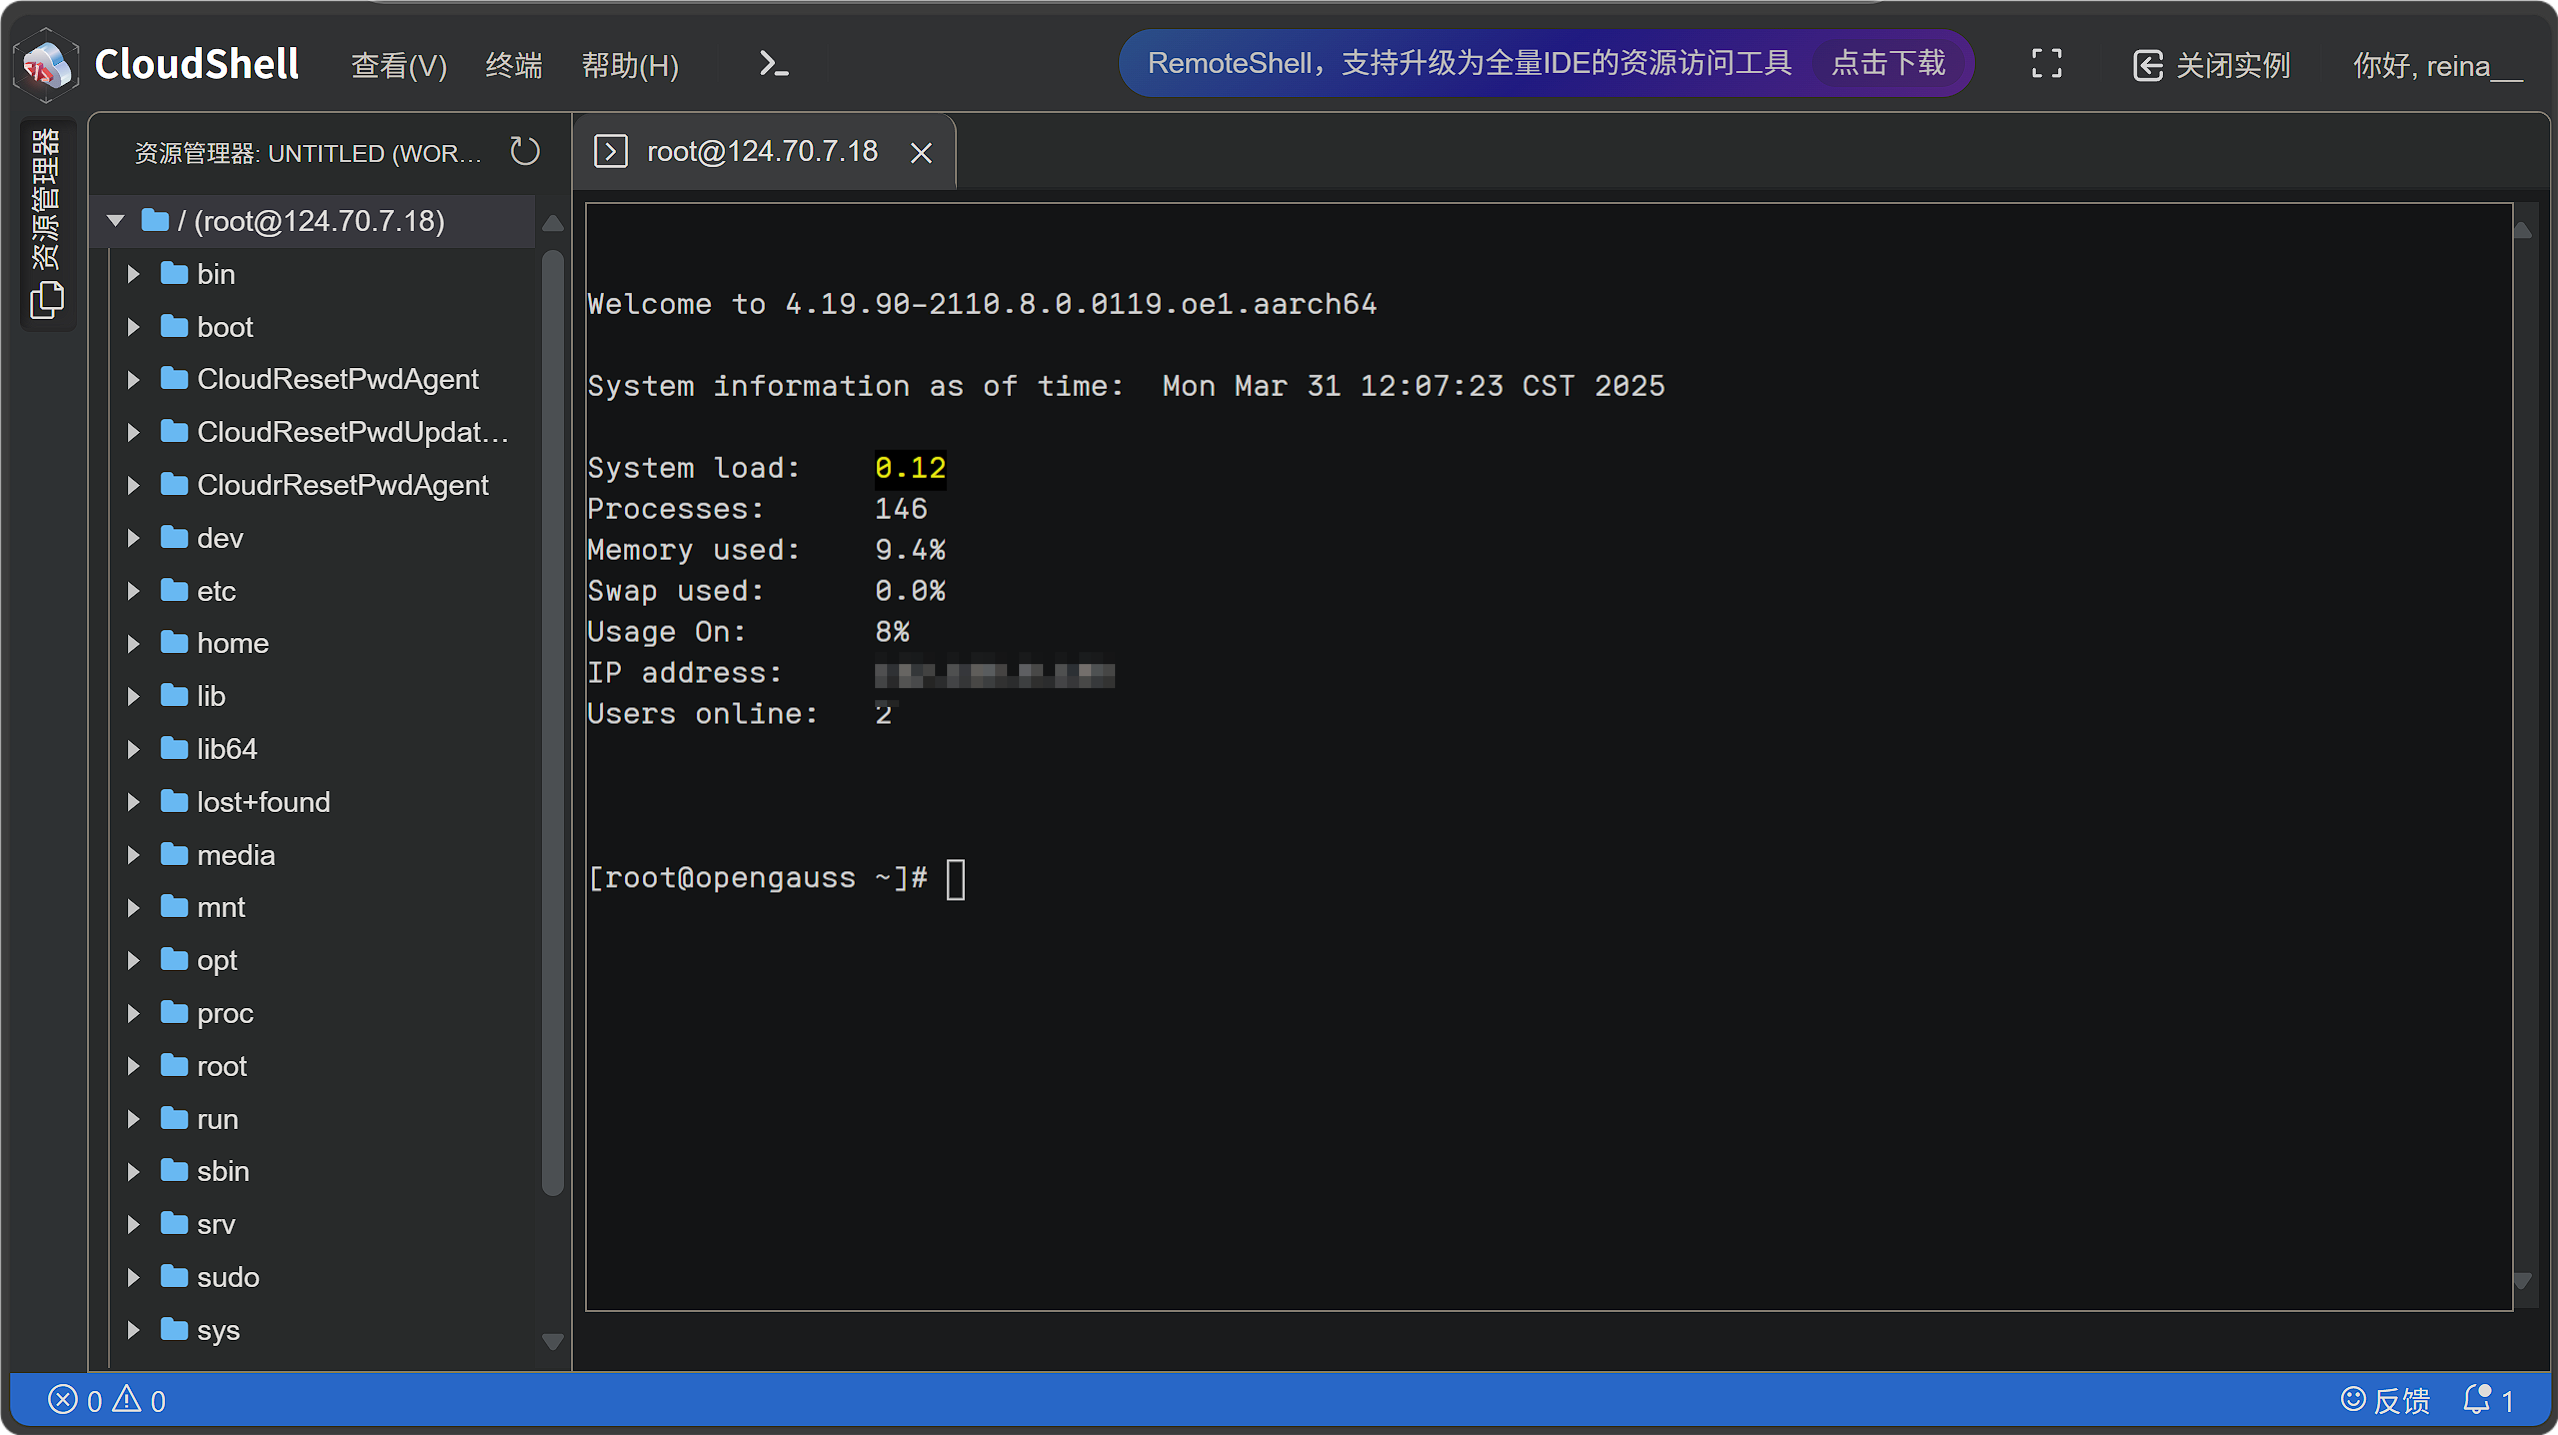 CloudShell 查看(V) 终端 帮助(H) RemoteShell，支持升级为全量IDE的资源访问工具 点击下载 关闭实例 你好, reina__
资源管理器
资源管理器: UNTITLED (WOR...
root@124.70.7.18
/ (root@124.70.7.18)
bin
boot
CloudResetPwdAgent
CloudResetPwdUpdat...
CloudrResetPwdAgent
dev
etc
home
lib
lib64
lost+found
media
mnt
opt
proc
root
run
sbin
srv
sudo
sys
Welcome to 4.19.90-2110.8.0.0119.oe1.aarch64
System information as of time:  Mon Mar 31 12:07:23 CST 2025
System load:    0.12
Processes:      146
Memory used:    9.4%
Swap used:      0.0%
Usage On:       8%
IP address:
Users online:   2
[root@opengauss ~]#
0 0
反馈 1